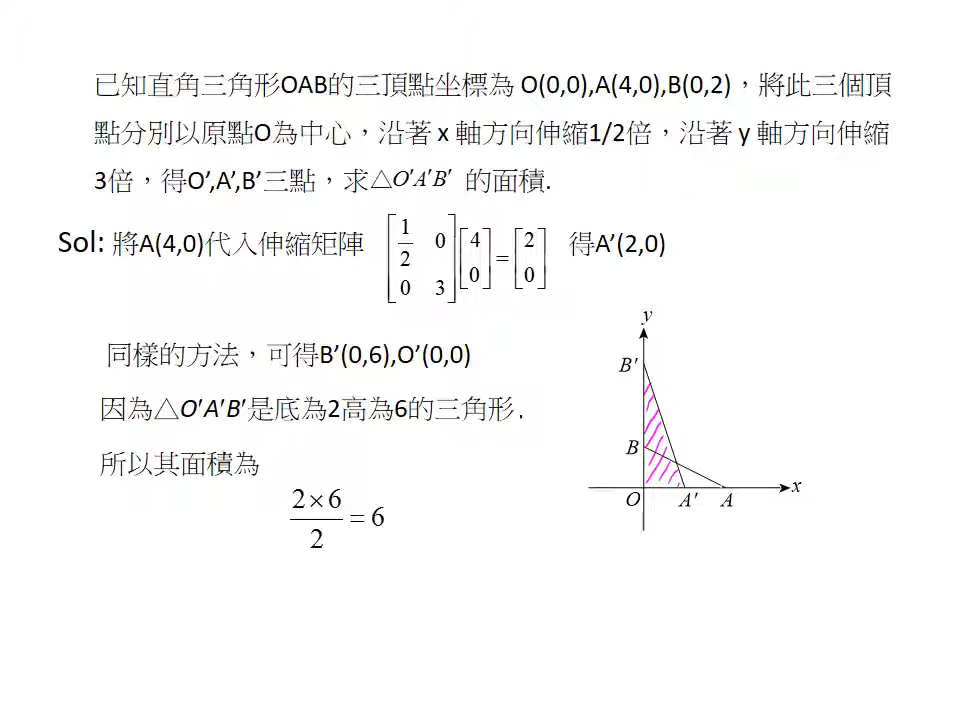 已知直角三角形OAB的三頂點坐標為 O(0,0),A(4,0),B(0,2)，將此三個頂
點分別以原點O為中心，沿著 x 軸方向伸縮1/2倍，沿著 y 軸方向伸縮
3倍，得O’,A’,B’三點，求△O′A′B′ 的面積.
Sol: 將A(4,0)代入伸縮矩陣 [1/2 0; 0 3][4; 0]=[2; 0] 得A’(2,0)
同樣的方法，可得B’(0,6),O’(0,0)
因為△O′A′B′是底為2高為6的三角形.
所以其面積為
2×6/2 = 6
y
B′
B
O A′ A x